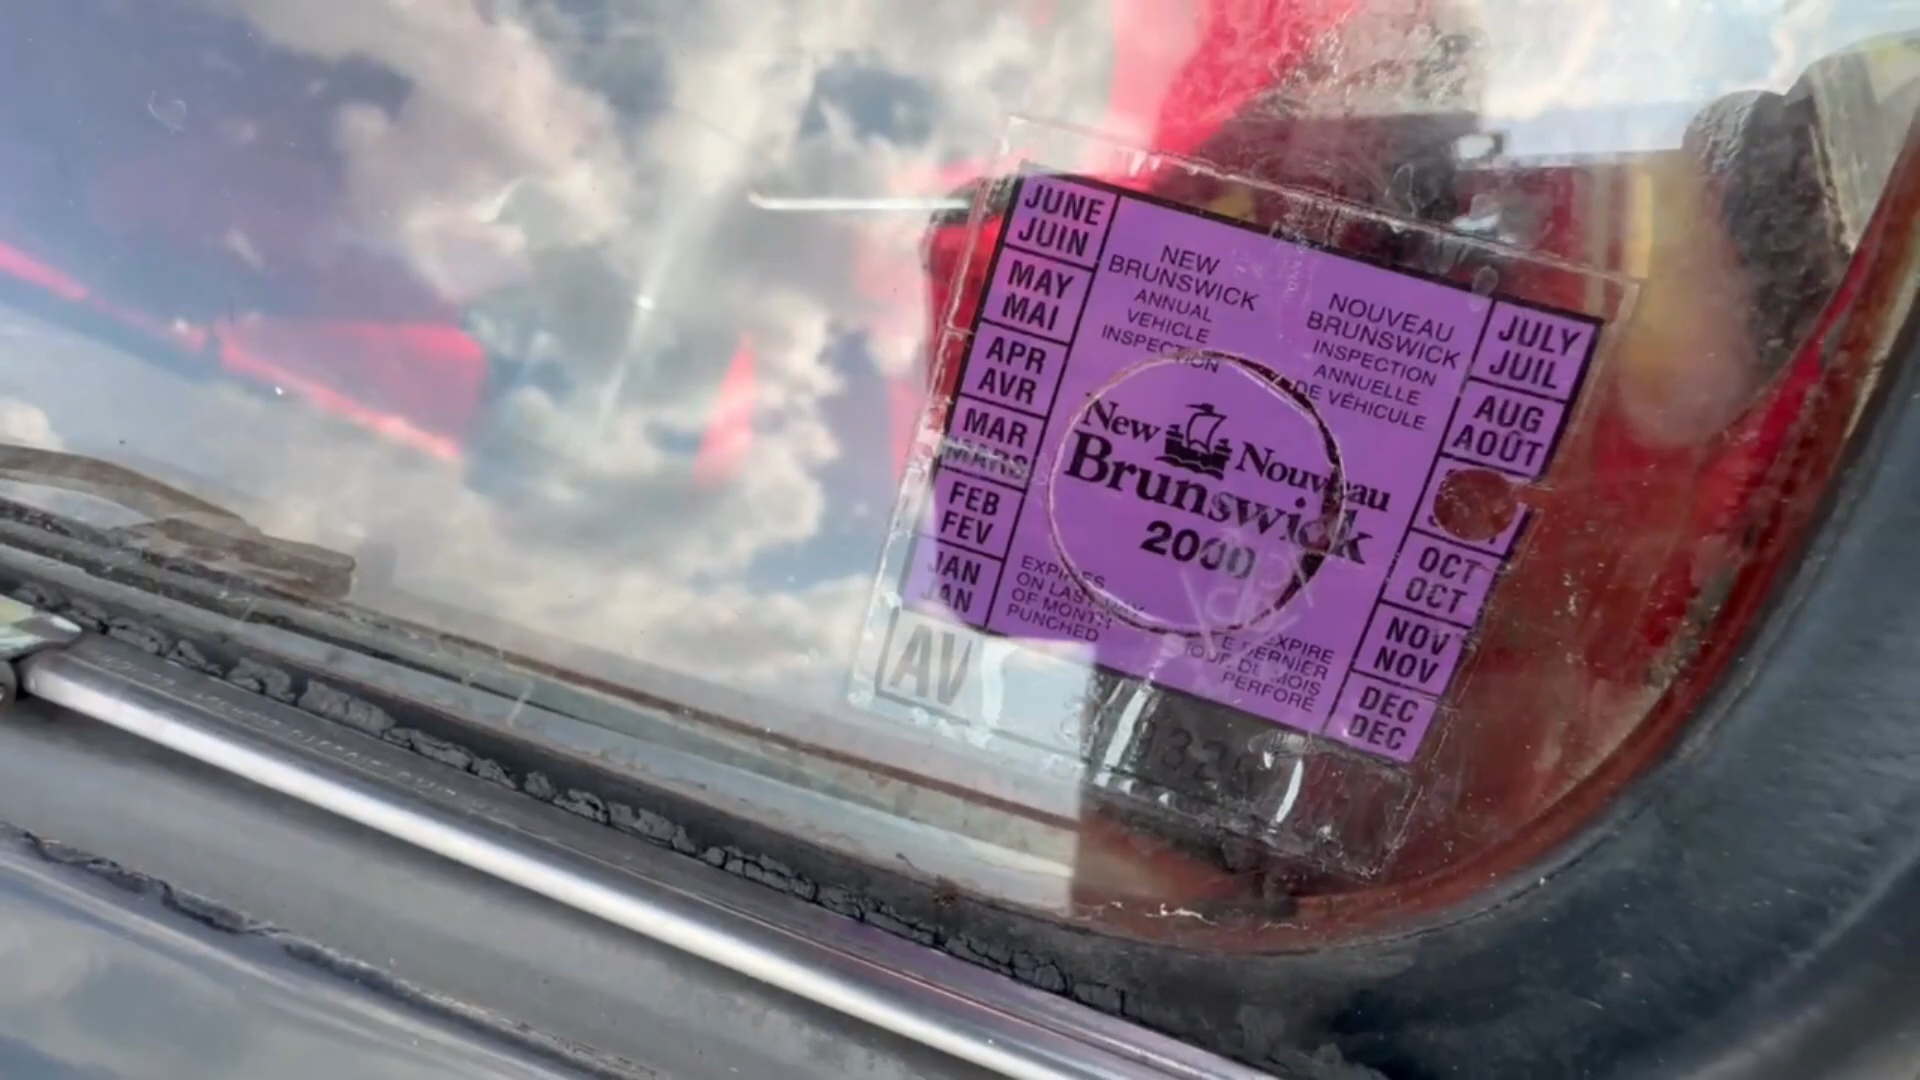 JUNE
JUIN
MAY
MAI
APR
AVR
MAR
MARS
FEB
FEV
JAN
JAN
AV
NEW
BRUNSWICK
ANNUAL
VEHICLE
INSPECTION
NOUVEAU
BRUNSWICK
INSPECTION
ANNUELLE
DE VÉHICULE
New Nouveau
Brunswick
2000
EXPIRES
ON LAST DAY
OF MONTH
PUNCHED
EXPIRE
LE DERNIER
JOUR DU MOIS
PERFORÉ
JULY
JUIL
AUG
AOÛT
OCT
OCT
NOV
NOV
DEC
DEC